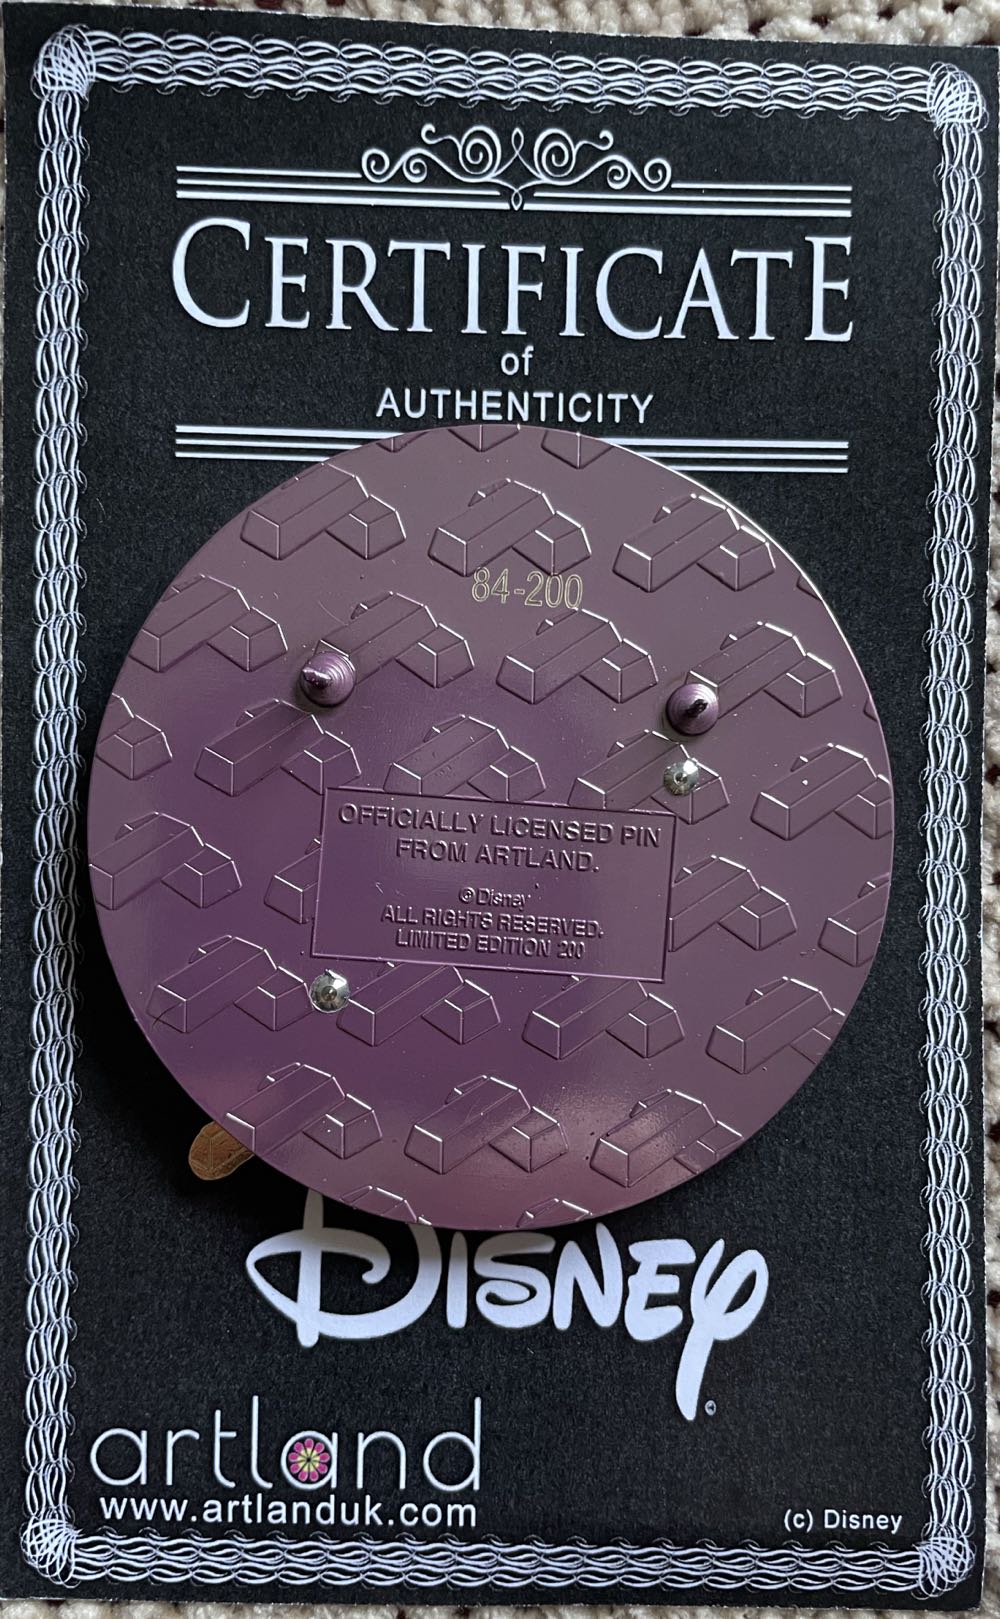 CERTIFICATE
of
AUTHENTICITY
84-200
OFFICIALLY LICENSED PIN
FROM ARTLAND.
© Disney
ALL RIGHTS RESERVED.
LIMITED EDITION 200
DISNEY
artland
www.artlanduk.com
(c) Disney